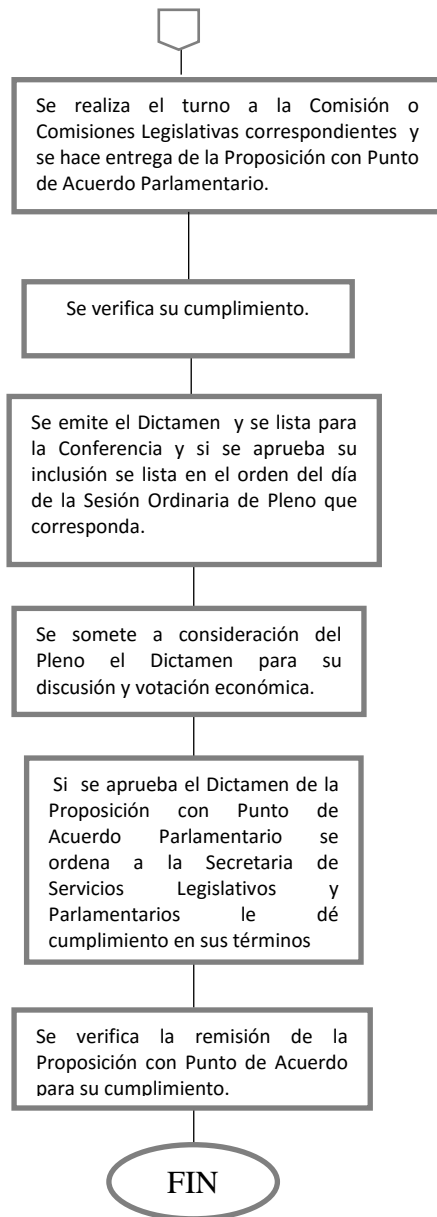 Se realiza el turno a la Comisión o
Comisiones Legislativas correspondientes y
se hace entrega de la Proposición con Punto
de Acuerdo Parlamentario.
Se verifica su cumplimiento.
Se emite el Dictamen y se lista para
la Conferencia y si se aprueba su
inclusión se lista en el orden del día
de la Sesión Ordinaria de Pleno que
corresponda.
Se somete a consideración del
Pleno el Dictamen para su
discusión y votación económica.
Si se aprueba el Dictamen de la
Proposición con Punto de
Acuerdo Parlamentario se
ordena a la Secretaria de
Servicios Legislativos y
Parlamentarios le dé
cumplimiento en sus términos
Se verifica la remisión de la
Proposición con Punto de Acuerdo
para su cumplimiento.
FIN